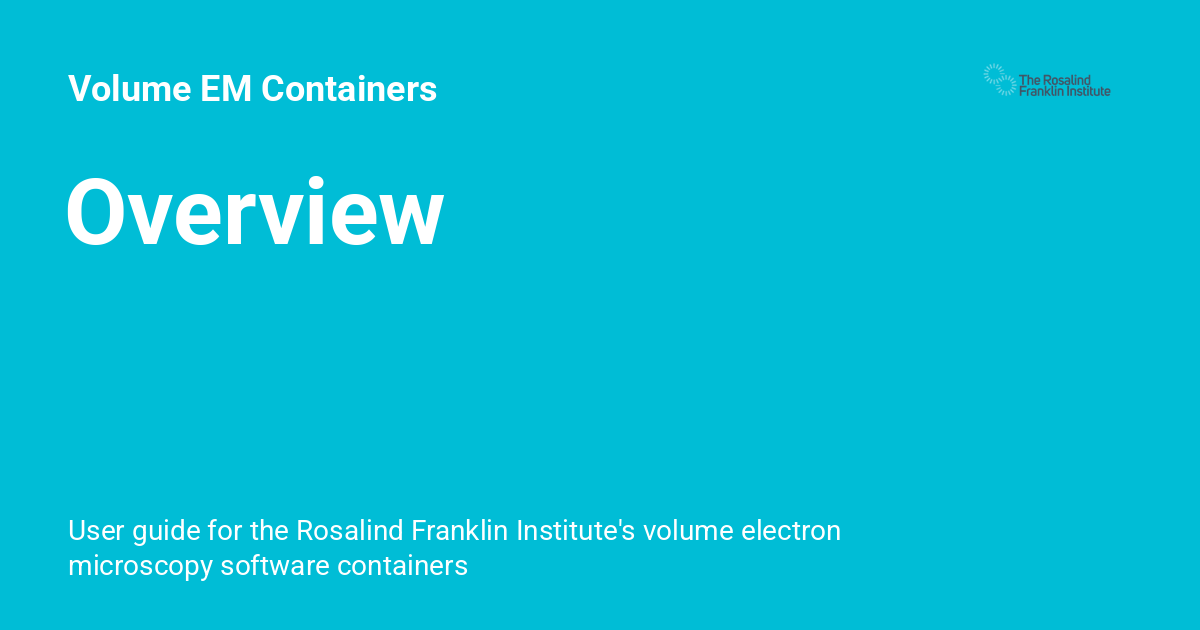 Volume EM Containers
The Rosalind
Franklin Institute
Overview
User guide for the Rosalind Franklin Institute's volume electron
microscopy software containers